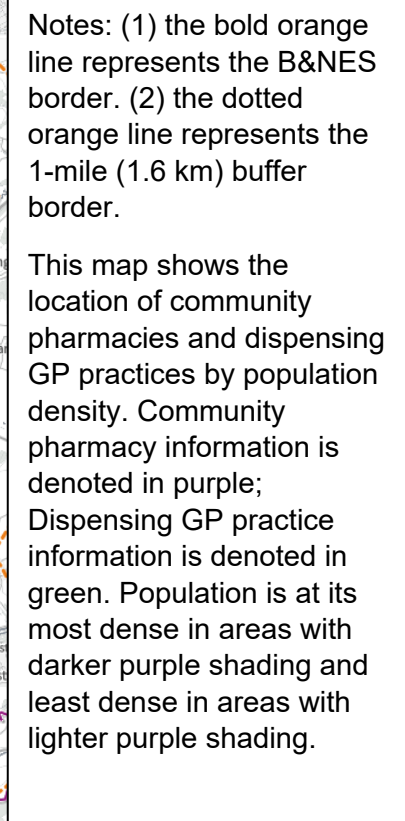 Notes: (1) the bold orange
line represents the B&NES
border. (2) the dotted
orange line represents the
1-mile (1.6 km) buffer
border.
This map shows the
location of community
pharmacies and dispensing
GP practices by population
density. Community
pharmacy information is
denoted in purple;
Dispensing GP practice
information is denoted in
green. Population is at its
most dense in areas with
darker purple shading and
least dense in areas with
lighter purple shading.